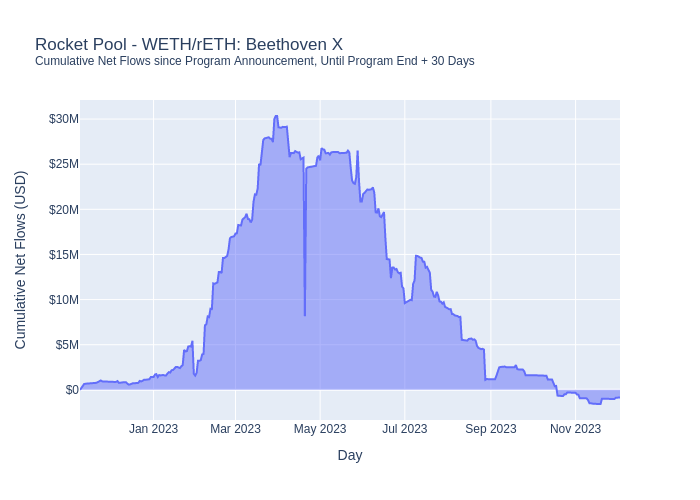 Rocket Pool - WETH/rETH: Beethoven X
Cumulative Net Flows since Program Announcement, Until Program End + 30 Days
Cumulative Net Flows (USD)
$30M
$25M
$20M
$15M
$10M
$5M
$0
Jan 2023
Mar 2023
May 2023
Jul 2023
Sep 2023
Nov 2023
Day